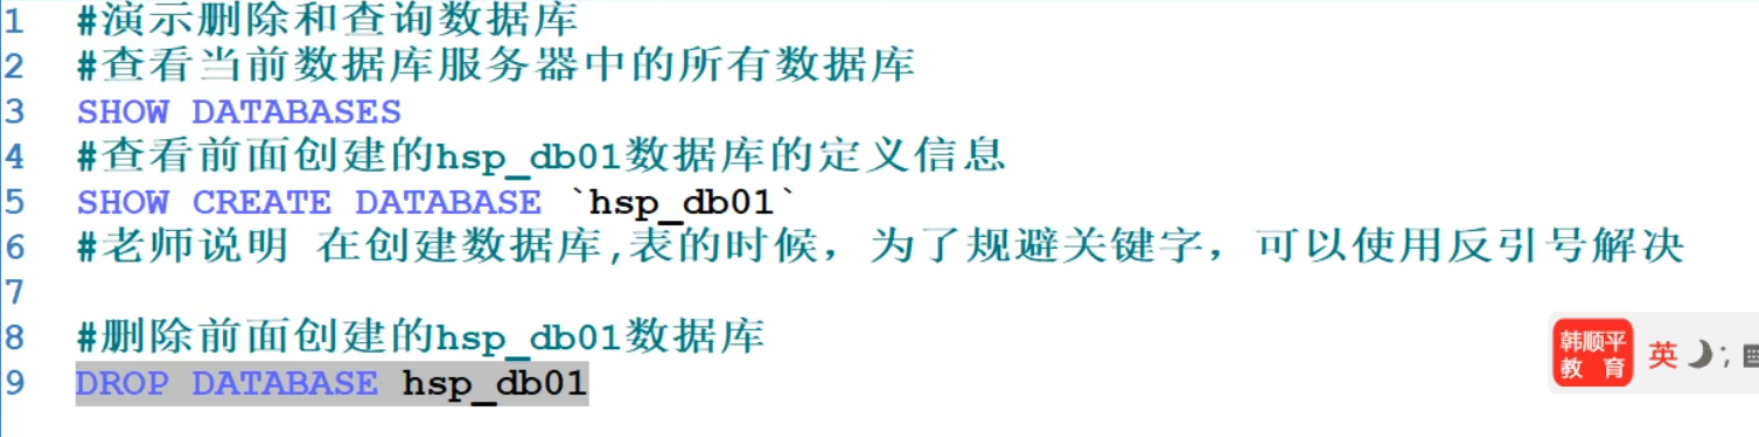 1 #演示删除和查询数据库
2 #查看当前数据库服务器中的所有数据库
3 SHOW DATABASES
4 #查看前面创建的hsp_db01数据库的定义信息
5 SHOW CREATE DATABASE `hsp_db01`
6 #老师说明 在创建数据库,表的时候，为了规避关键字，可以使用反引号解决
7
8 #删除前面创建的hsp_db01数据库
9 DROP DATABASE hsp_db01
韩顺平
教 育
英